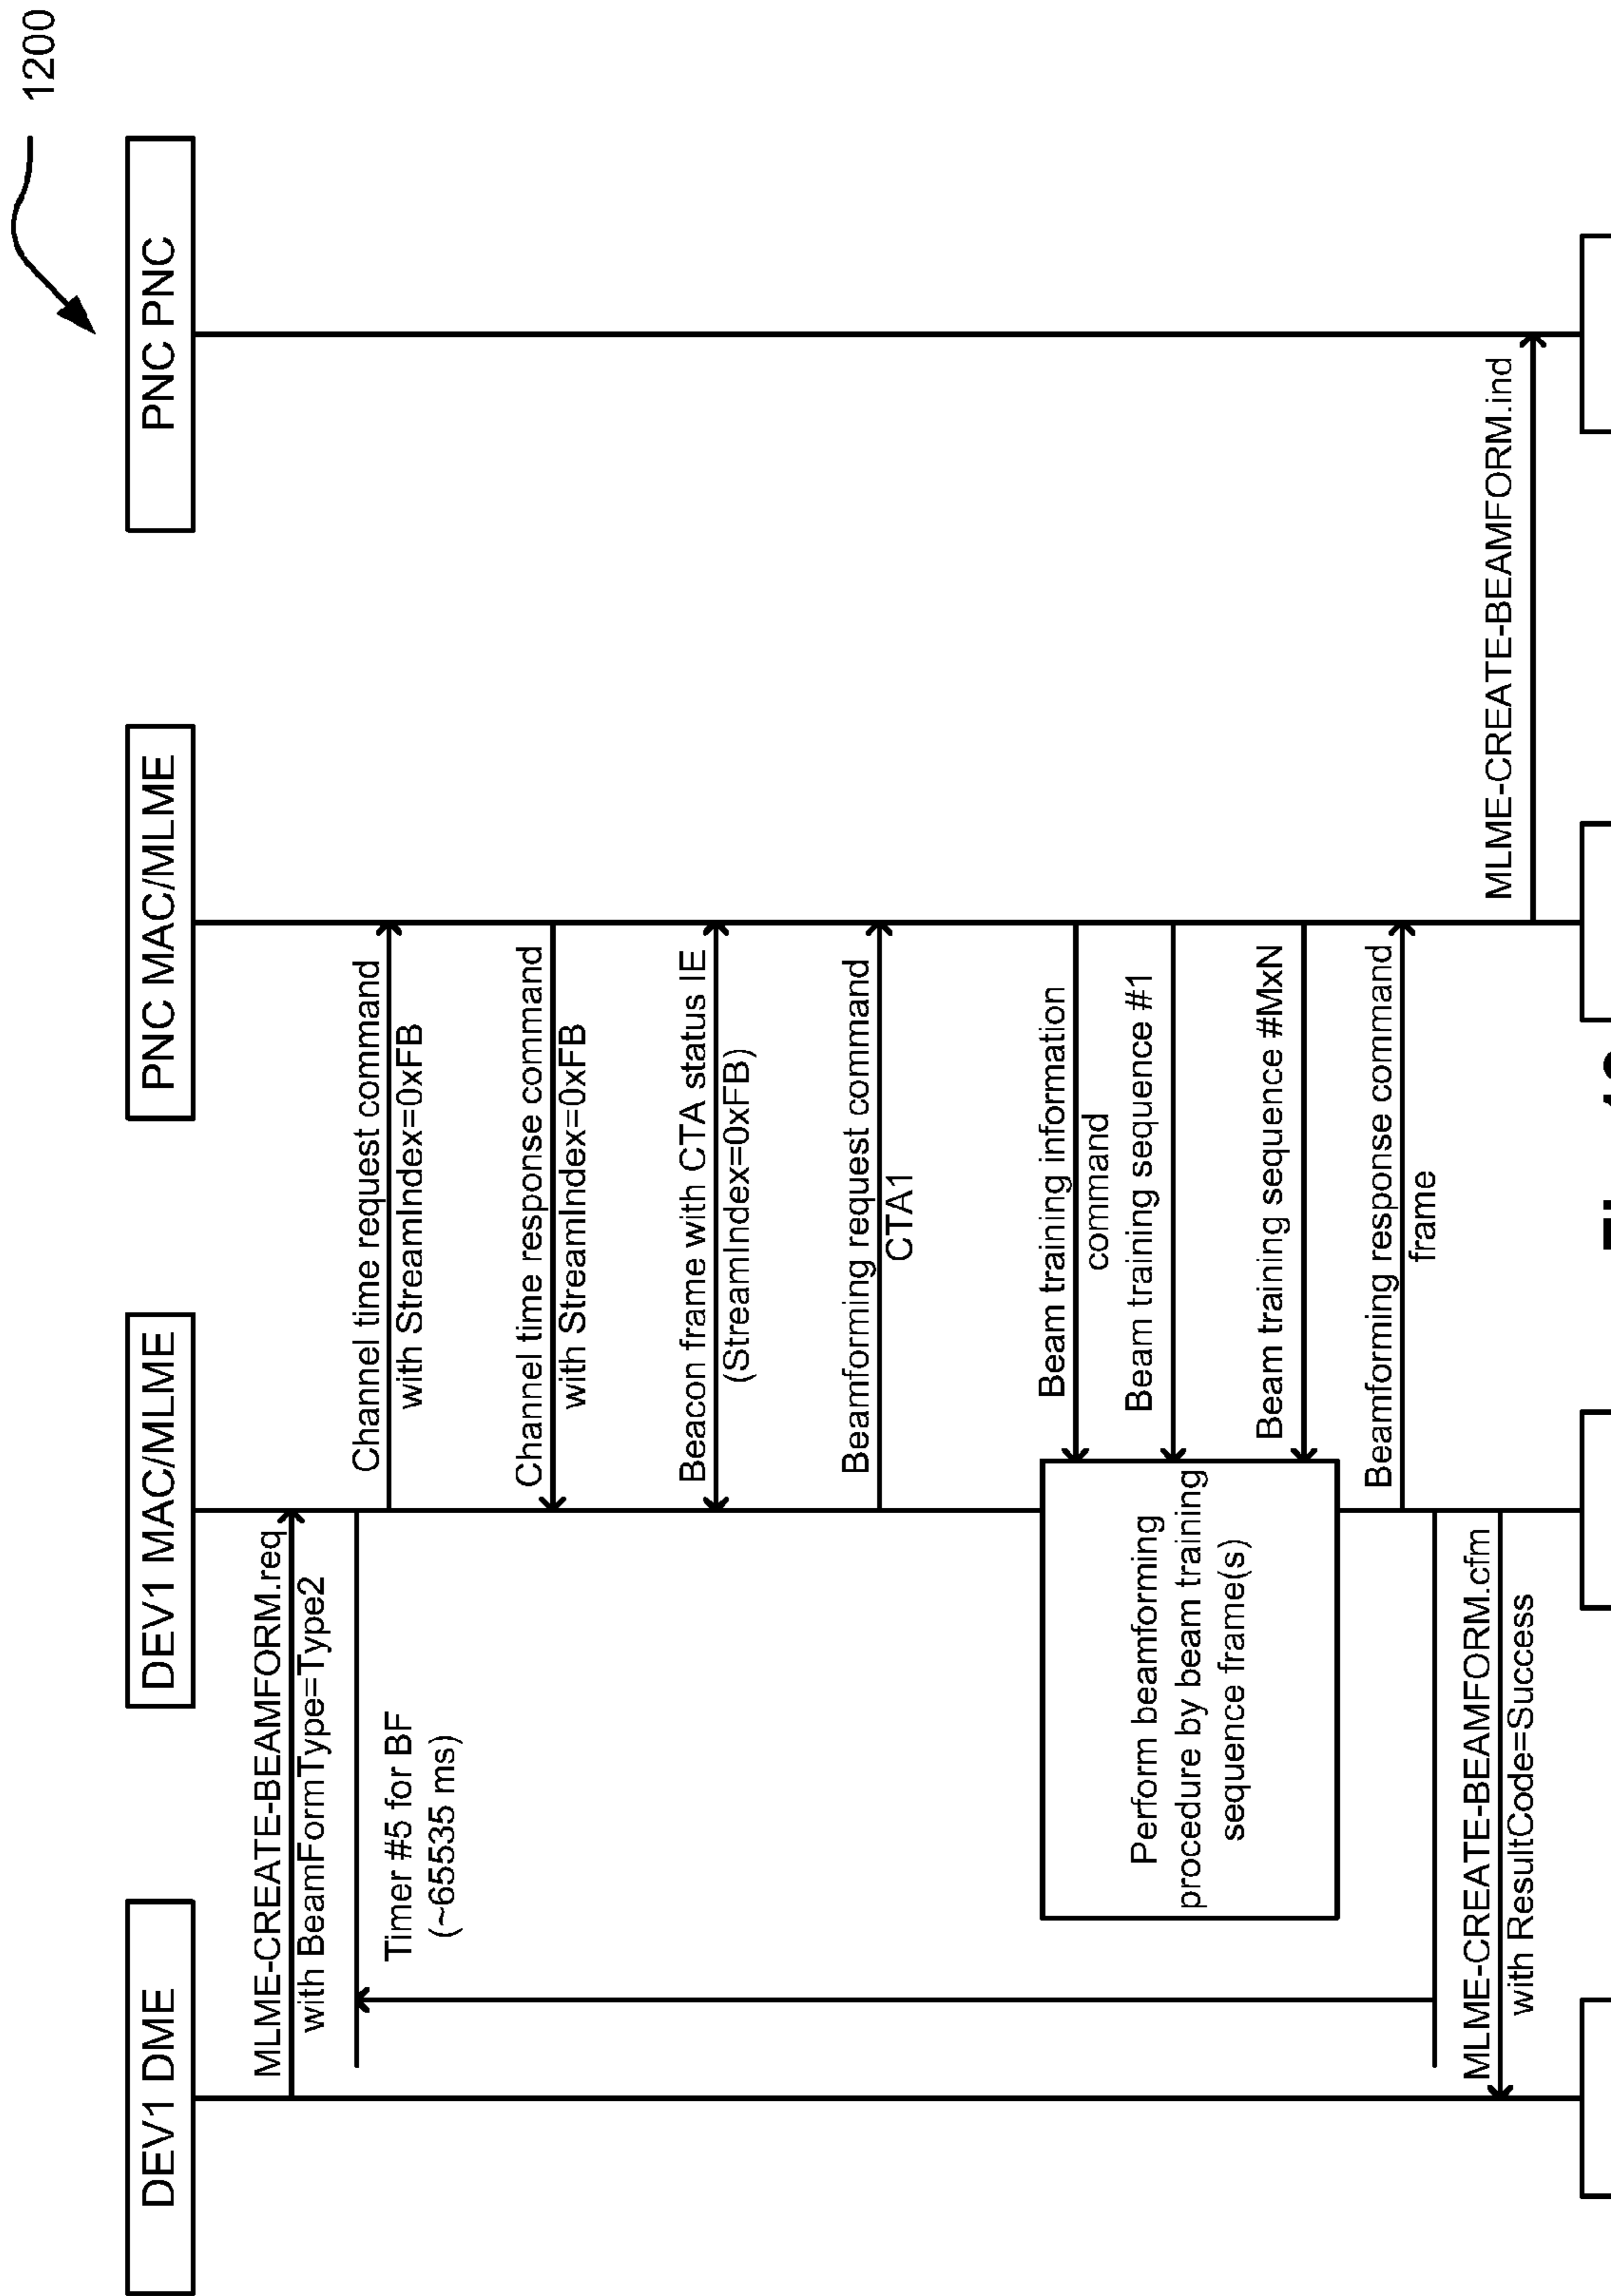 1200
DEV1 DME
DEV1 MAC/MLME
PNC MAC/MLME
PNC PNC
MLME-CREATE-BEAMFORM.req
with BeamFormType=Type2
Timer #5 for BF
(~65535 ms)
Channel time request command
with StreamIndex=0xFB
Channel time response command
with StreamIndex=0xFB
Beacon frame with CTA status IE
(StreamIndex=0xFB)
Beamforming request command
CTA1
Beam training information
command
Beam training sequence #1
Beam training sequence #MxN
Perform beamforming
procedure by beam training
sequence frame(s)
Beamforming response command
frame
MLME-CREATE-BEAMFORM.cfm
with ResultCode=Success
MLME-CREATE-BEAMFORM.ind